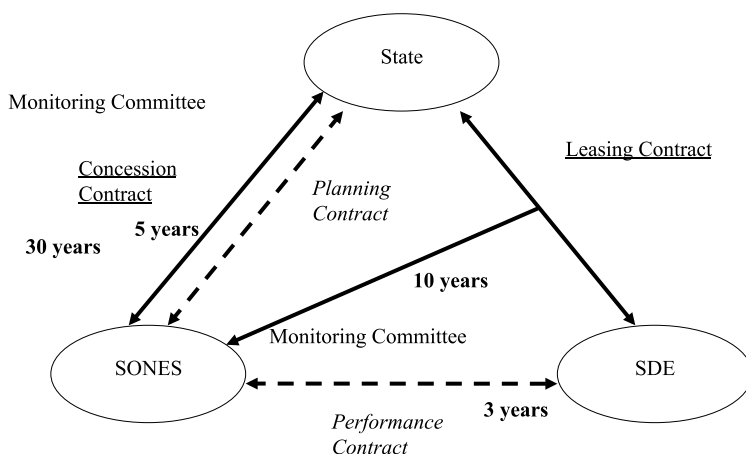 State
Monitoring Committee
Leasing Contract
Concession
Contract
Planning
Contract
5 years
30 years
10 years
Monitoring Committee
SONES
SDE
3 years
Performance
Contract